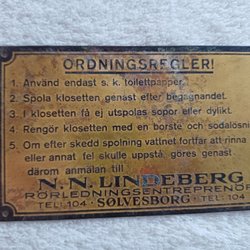 ORDNINGSREGLER!
1. Använd endast s. k. toilettpapper.
2. Spola klosetten genast efter begagnandet.
3. I klosetten få ej utspolas sopor eller dylikt.
4. Rengör klosetten med en borste och sodalösn
5. Om efter skedd spolning vattnet fortfar att rinna
eller annat fel skulle uppstå, göres genast
därom anmälan till
N. N. LINDEBERG
RÖRLEDNINGSENTREPRENÖ
TEL. 104 · SØLVESBORG · TEL. 104